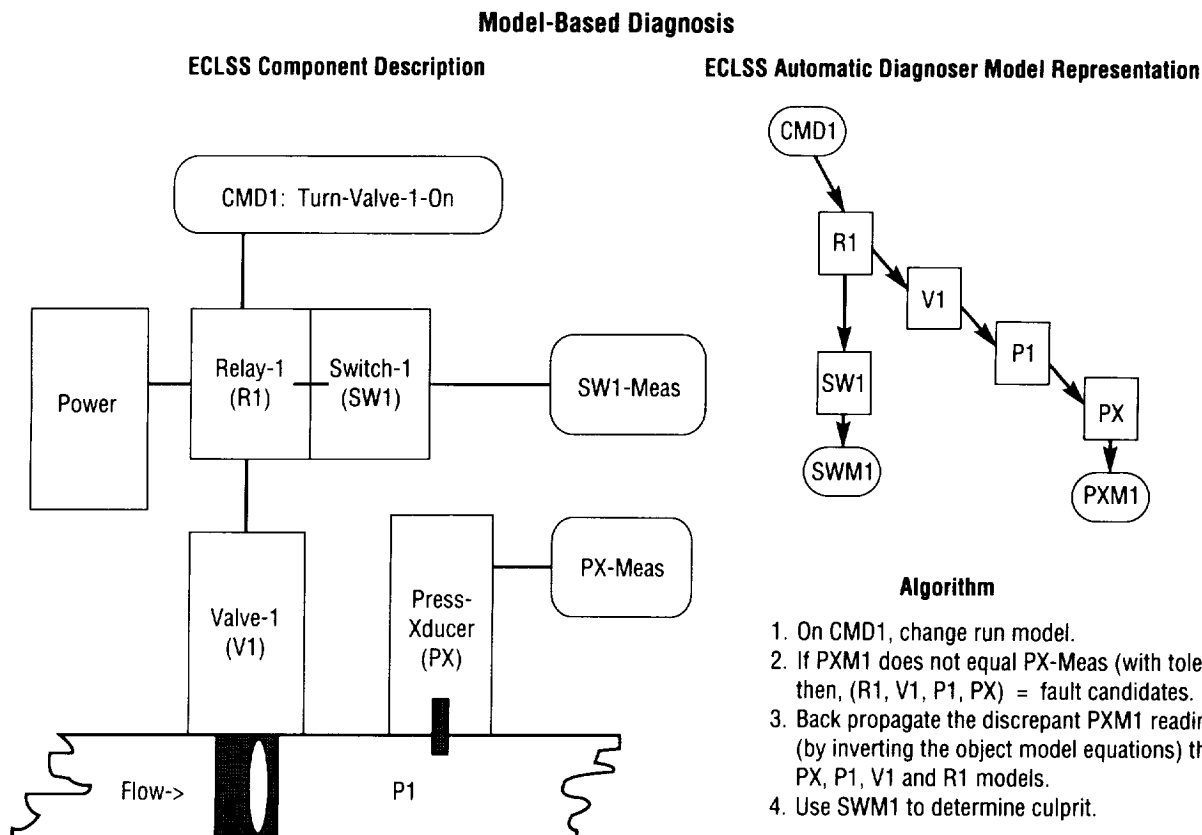 Model-Based Diagnosis
ECLSS Component Description
CMD1: Turn-Valve-1-On
Power
Relay-1
(R1)
Switch-1
(SW1)
SW1-Meas
Valve-1
(V1)
Press-
Xducer
(PX)
PX-Meas
Flow->
P1
ECLSS Automatic Diagnoser Model Representation
CMD1
R1
V1
P1
SW1
PX
SWM1
PXM1
Algorithm
1. On CMD1, change run model.
2. If PXM1 does not equal PX-Meas (with
then, (R1, V1, P1, PX) = fault candidates.
3. Back propagate the discrepant PXM1
(by inverting the object model equations)
PX, P1, V1 and R1 models.
4. Use SWM1 to determine culprit.